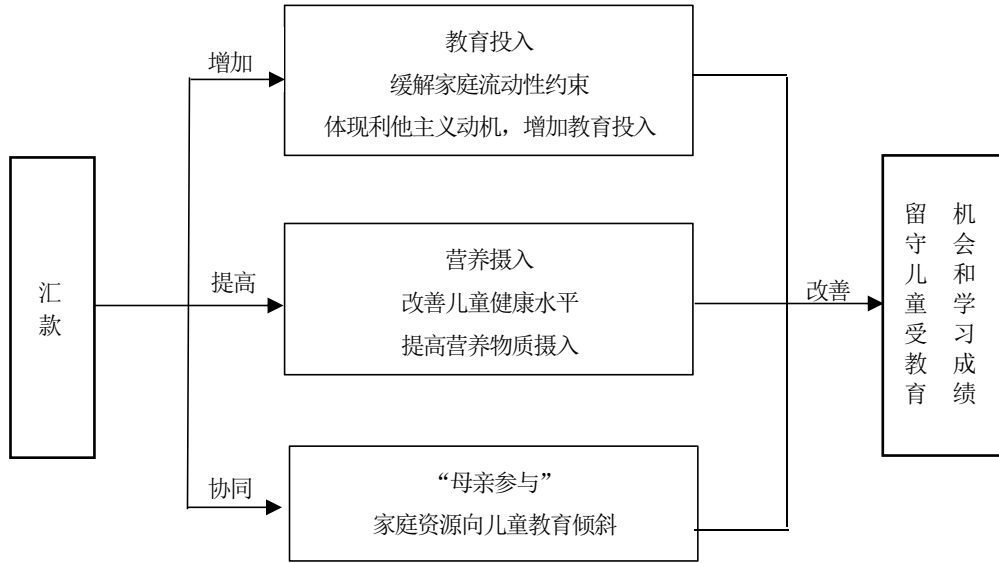 汇款
增加
教育投入
缓解家庭流动性约束
体现利他主义动机，增加教育投入
提高
营养摄入
改善儿童健康水平
提高营养物质摄入
协同
“母亲参与”
家庭资源向儿童教育倾斜
改善
留守儿童受教育
机会和学习成绩